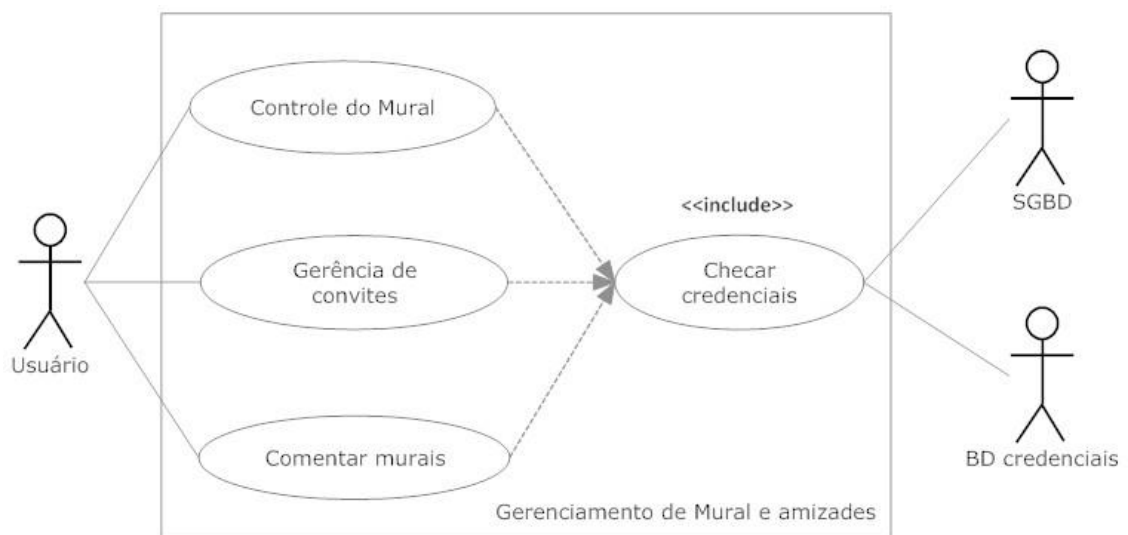 Controle do Mural
SGBD
<<include>>
Gerência de
convites
Checar
credenciais
Usuário
Comentar murais
BD credenciais
Gerenciamento de Mural e amizades